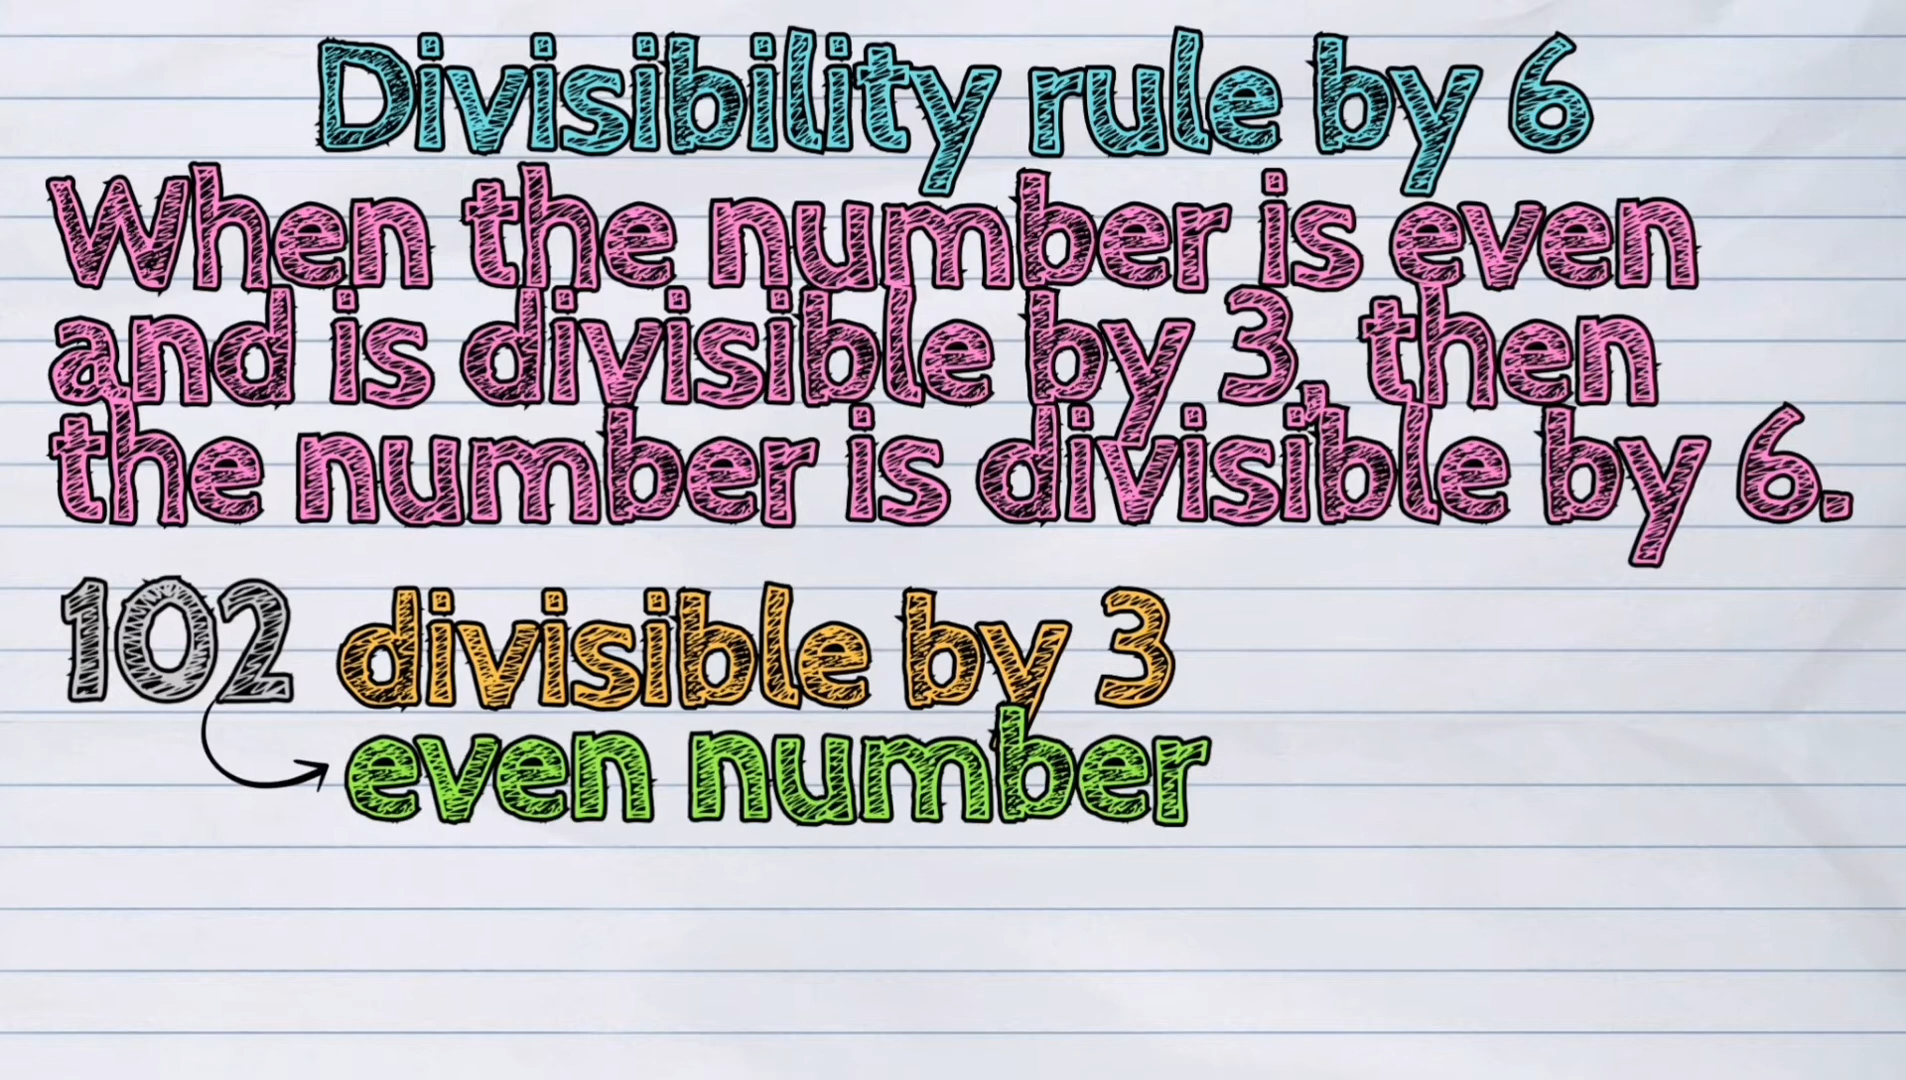 Divisibility rule by 6
When the number is even
and is divisible by 3, then
the number is divisible by 6.
102 divisible by 3
even number